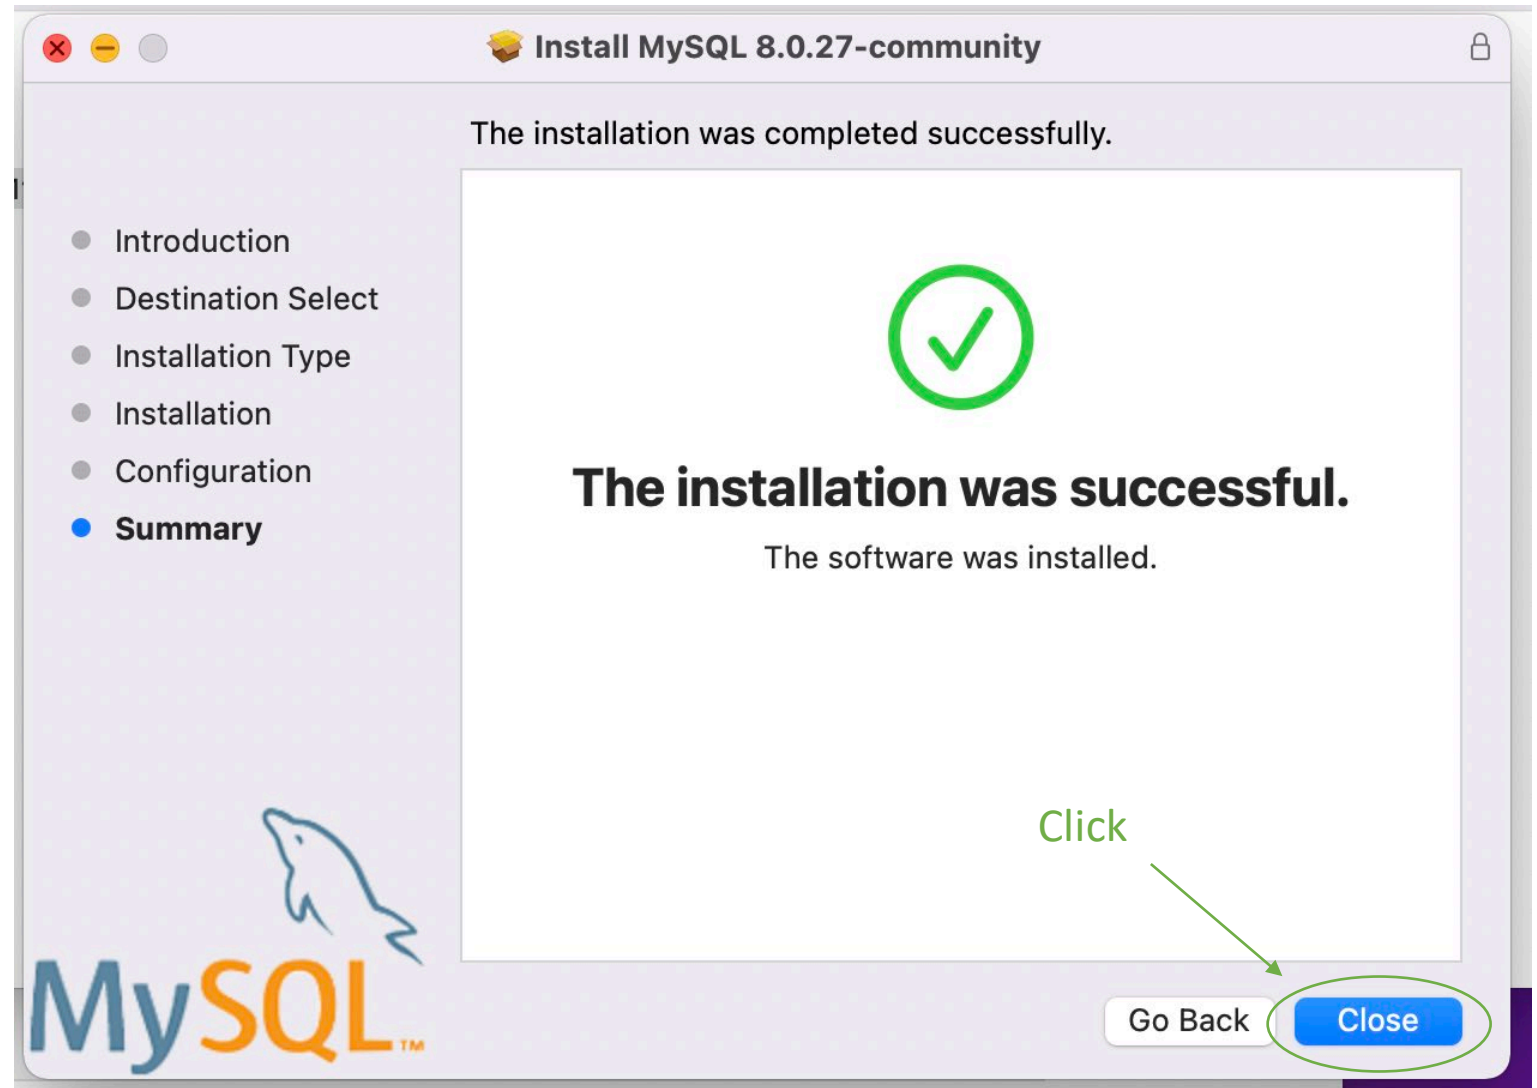 Install MySQL 8.0.27-community
The installation was completed successfully.
Introduction
Destination Select
Installation Type
Installation
Configuration
Summary
The installation was successful.
The software was installed.
Click
MySQL™
Go Back
Close